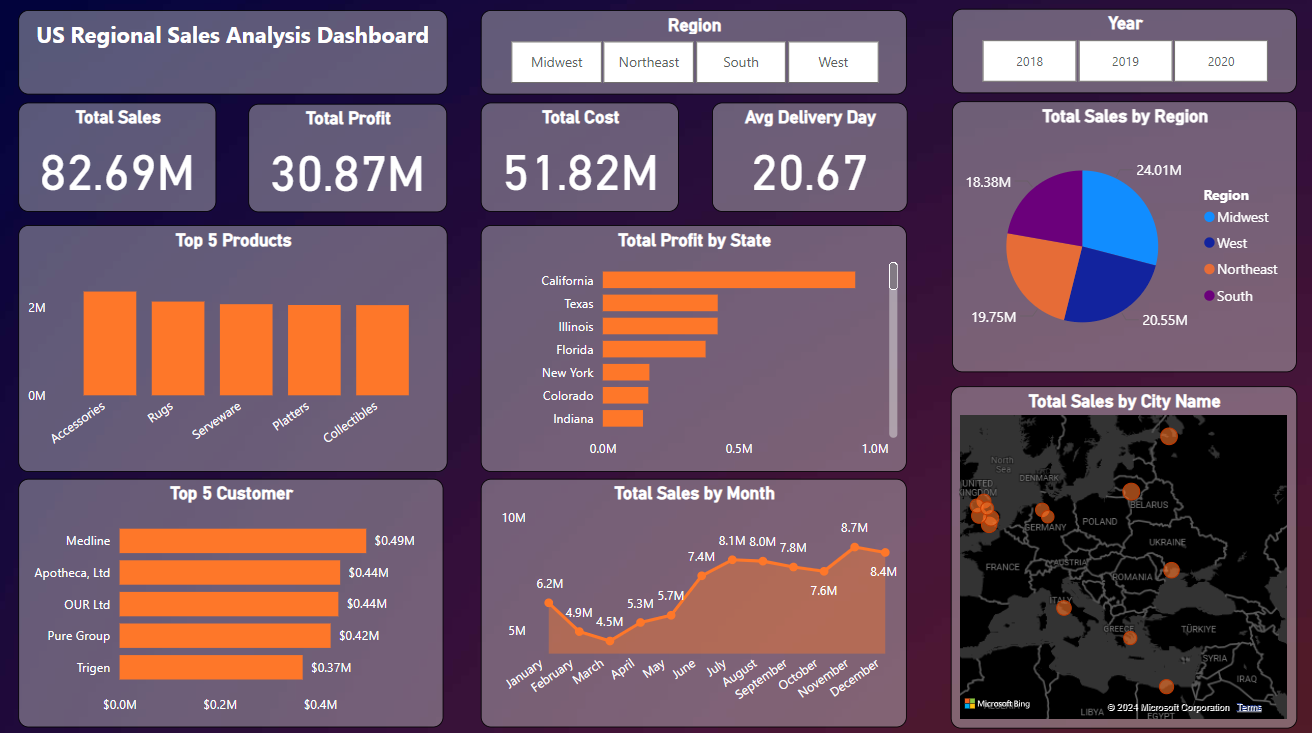 US Regional Sales Analysis Dashboard
Region
Midwest Northeast South West
Year
2018 2019 2020
Total Sales
82.69M
Total Profit
30.87M
Total Cost
51.82M
Avg Delivery Day
20.67
Total Sales by Region
24.01M
18.38M
19.75M
20.55M
Region
Midwest
West
Northeast
South
Top 5 Products
2M
0M
Accessories
Rugs
Serveware
Platters
Collectibles
Total Profit by State
California
Texas
Illinois
Florida
New York
Colorado
Indiana
0.0M 0.5M 1.0M
Top 5 Customer
Medline $0.49M
Apotheca, Ltd $0.44M
OUR Ltd $0.44M
Pure Group $0.42M
Trigen $0.37M
$0.0M $0.2M $0.4M
Total Sales by Month
10M
5M
6.2M
4.9M
4.5M
5.3M
5.7M
7.4M
8.1M
8.0M
7.8M
7.6M
8.7M
8.4M
January
February
March
April
May
June
July
August
September
October
November
December
Total Sales by City Name
North
Sea
DENMARK
UNITED
KINGDOM
BELARUS
GERMANY
POLAND
UKRAINE
FRANCE
AUSTRIA
ROMANIA
ITALY
GREECE
TÜRKIYE
SYRIA
IRAQ
LIBYA
EGYPT
Microsoft Bing
© 2024 Microsoft Corporation Terms